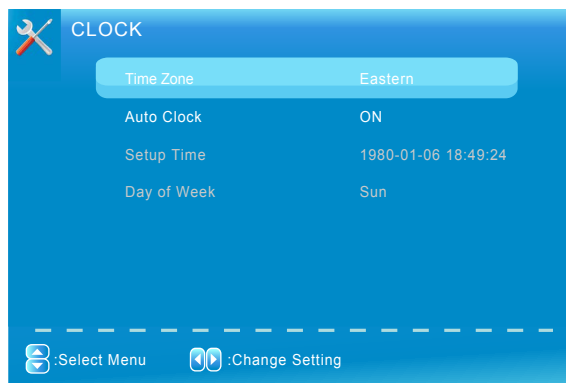 CLOCK
Time Zone Eastern
Auto Clock ON
Setup Time 1980-01-06 18:49:24
Day of Week Sun
:Select Menu :Change Setting